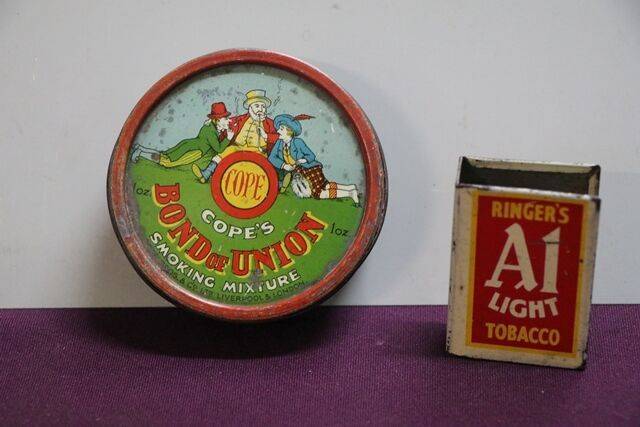 COPE
1oz
1oz
COPE'S
BOND OF UNION
SMOKING MIXTURE
LIVERPOOL & LONDON
RINGER'S
A1
LIGHT
TOBACCO